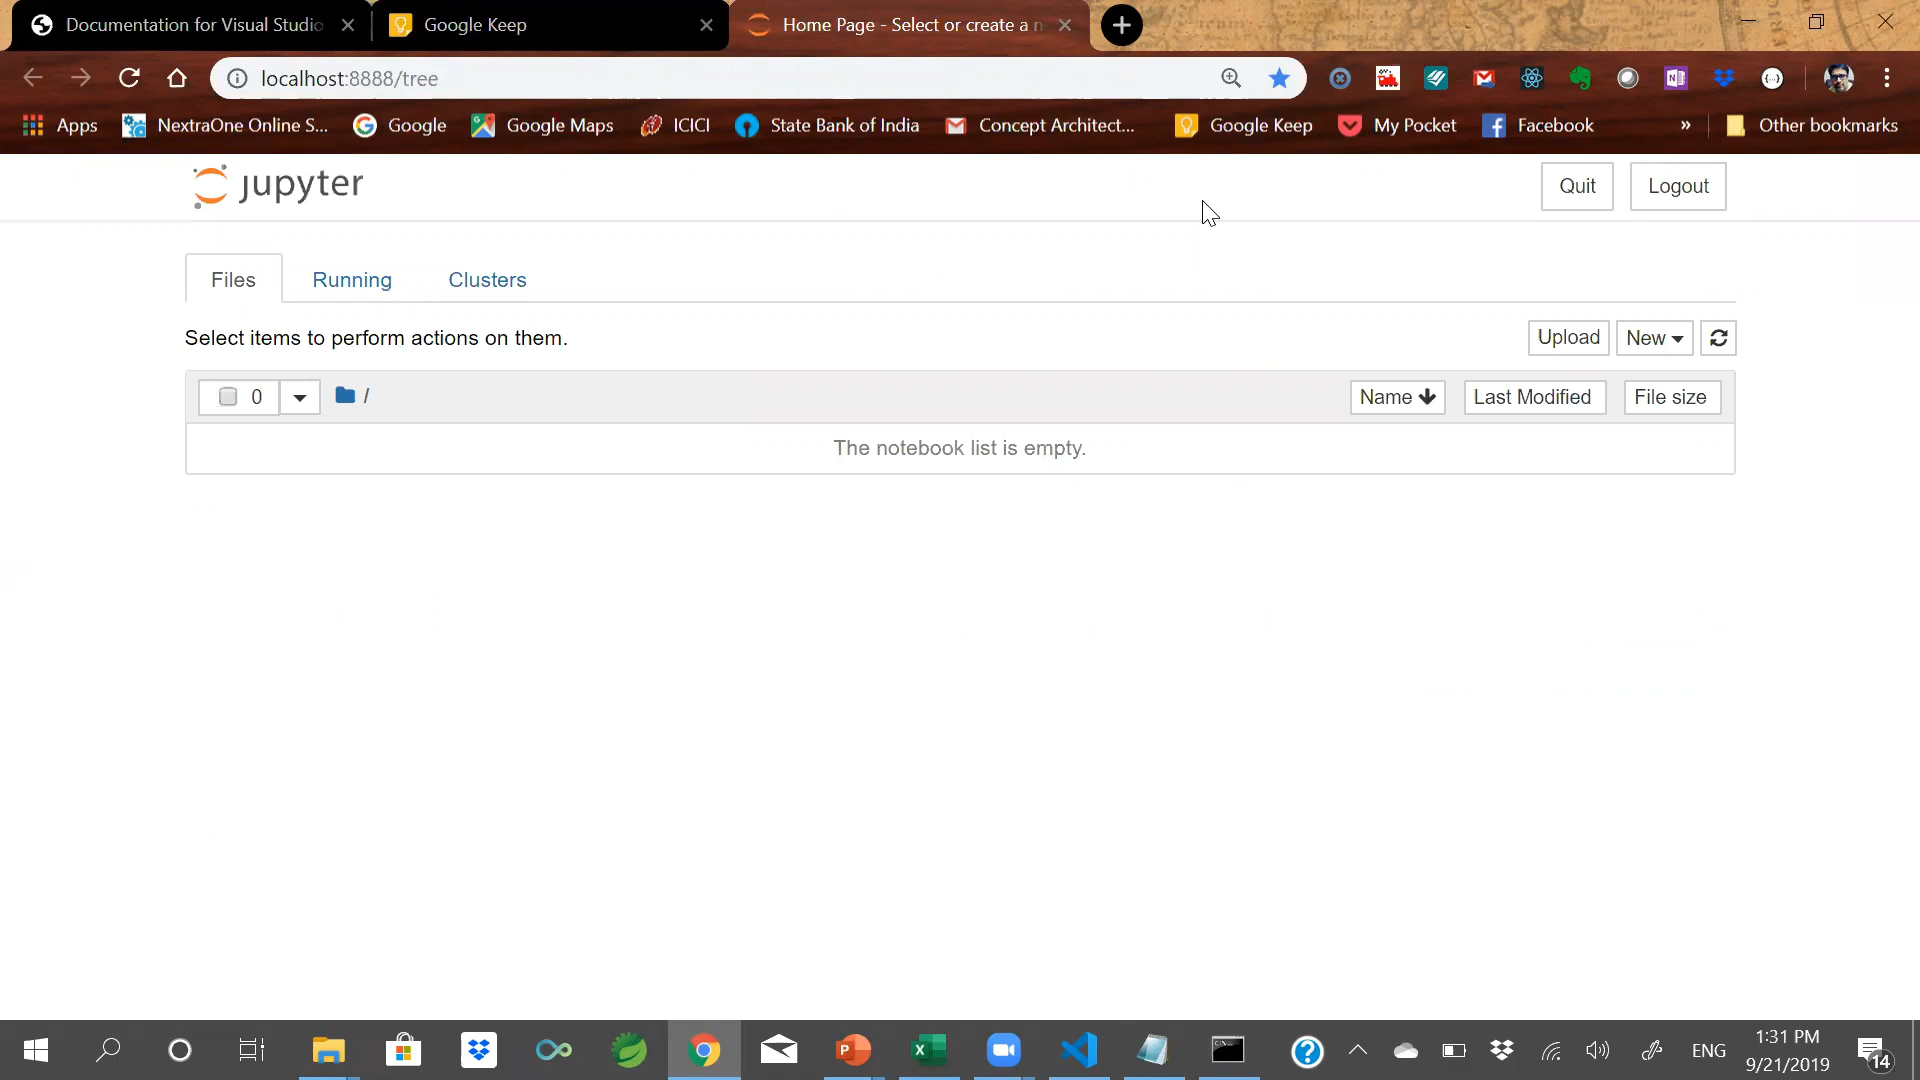 Documentation for Visual Studio
Google Keep
Home Page - Select or create a n
localhost:8888/tree
Apps
NextraOne Online S...
Google
Google Maps
ICICI
State Bank of India
Concept Architect...
Google Keep
My Pocket
Facebook
»
Other bookmarks
jupyter
Quit
Logout
Files
Running
Clusters
Select items to perform actions on them.
Upload
New
0
/
Name
Last Modified
File size
The notebook list is empty.
ENG
1:31 PM
9/21/2019
14